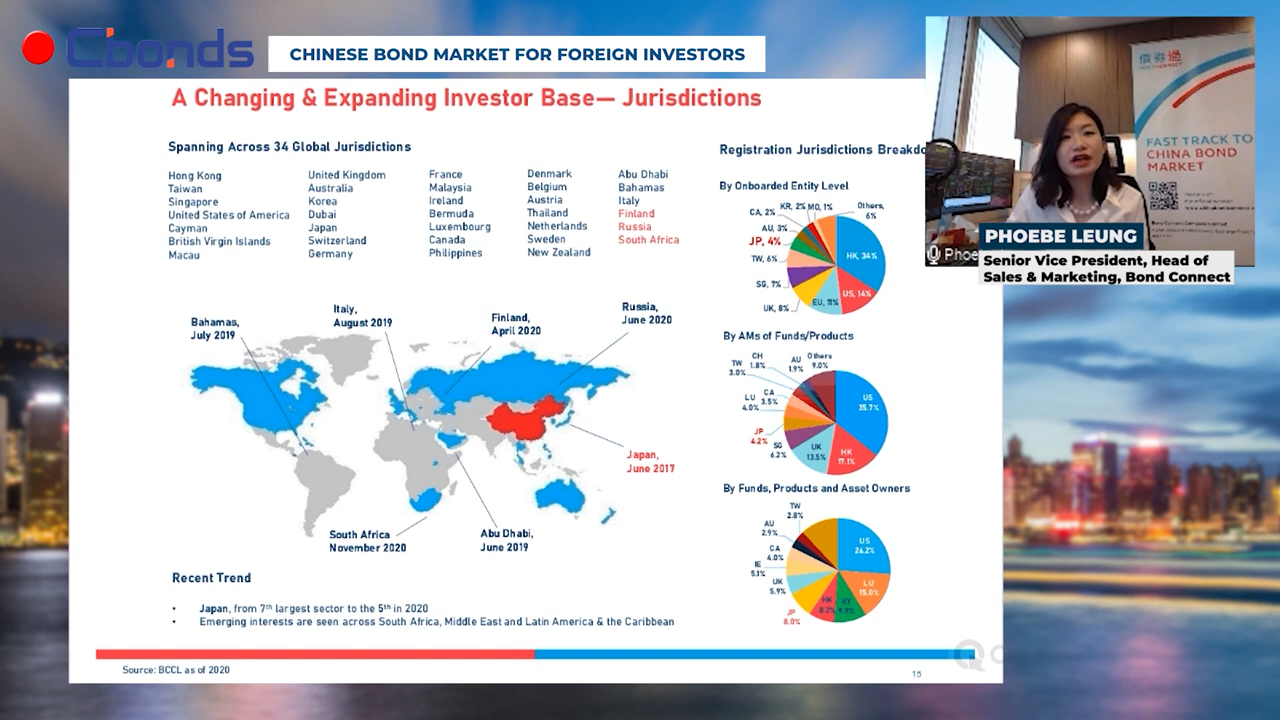 Cbonds
CHINESE BOND MARKET FOR FOREIGN INVESTORS
A Changing & Expanding Investor Base— Jurisdictions
Spanning Across 34 Global Jurisdictions
Hong Kong
Taiwan
Singapore
United States of America
Cayman
British Virgin Islands
Macau
United Kingdom
Australia
Korea
Dubai
Japan
Switzerland
Germany
France
Malaysia
Ireland
Bermuda
Luxembourg
Canada
Philippines
Denmark
Belgium
Austria
Thailand
Netherlands
Sweden
New Zealand
Abu Dhabi
Bahamas
Italy
Finland
Russia
South Africa
Bahamas,
July 2019
Italy,
August 2019
Finland,
April 2020
Russia,
June 2020
Japan,
June 2017
South Africa
November 2020
Abu Dhabi,
June 2019
Recent Trend
• Japan, from 7th largest sector to the 5th in 2020
• Emerging interests are seen across South Africa, Middle East and Latin America & the Caribbean
Source: BCCL as of 2020
15
Registration Jurisdictions Breakdo
By Onboarded Entity Level
HK, 34%
US, 14%
EU, 11%
UK, 8%
SG, 7%
TW, 6%
JP, 4%
AU, 3%
CA, 2%
KR, 2%
MO, 1%
Others,
6%
By AMs of Funds/Products
US
35.7%
HK
17.1%
UK
13.5%
SG
6.2%
JP
4.2%
LU
4.0%
CA
3.5%
TW
3.0%
CH
1.8%
AU
1.9%
Others
9.0%
By Funds, Products and Asset Owners
US
26.2%
LU
15.0%
KY
9.9%
HK
8.2%
JP
8.0%
UK
5.9%
IE
5.1%
CA
4.0%
AU
2.9%
TW
2.8%
債券通
FAST TRACK TO
CHINA BOND
MARKET
Phoe
PHOEBE LEUNG
Senior Vice President, Head of
Sales & Marketing, Bond Connect